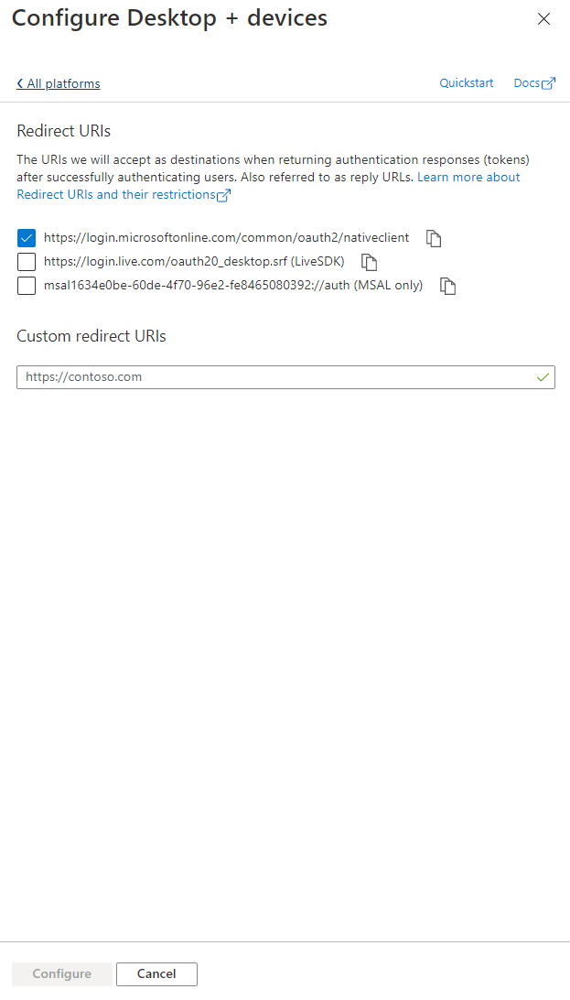 Configure Desktop + devices
All platforms
Quickstart
Docs
Redirect URIs
The URIs we will accept as destinations when returning authentication responses (tokens)
after successfully authenticating users. Also referred to as reply URLs. Learn more about
Redirect URIs and their restrictions
https://login.microsoftonline.com/common/oauth2/nativeclient
https://login.live.com/oauth20_desktop.srf (LiveSDK)
msal1634e0be-60de-4f70-96e2-fe8465080392://auth (MSAL only)
Custom redirect URIs
https://contoso.com
Configure
Cancel